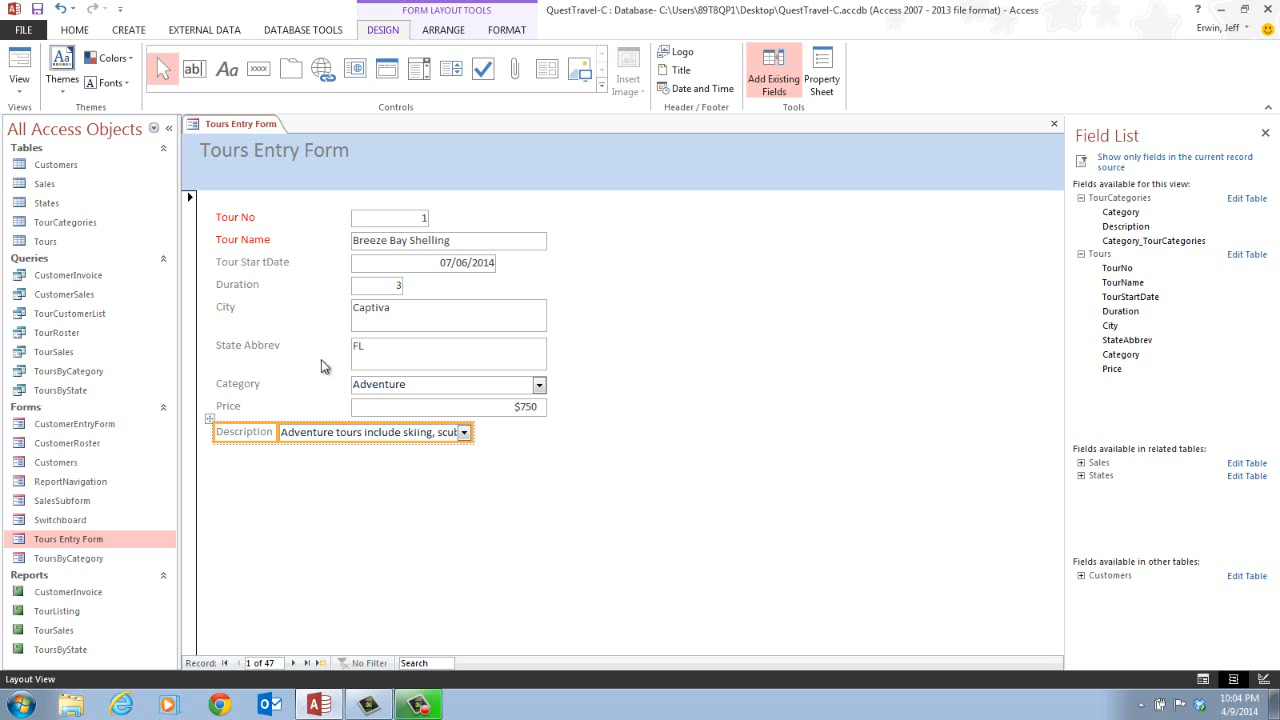 FORM LAYOUT TOOLS
QuestTravel-C : Database- C:\Users\89T8QP1\Desktop\QuestTravel-C.accdb (Access 2007 - 2013 file format) - Access
FILE HOME CREATE EXTERNAL DATA DATABASE TOOLS DESIGN ARRANGE FORMAT Erwin, Jeff
View
Views
Themes
Colors
Fonts
Themes
ab|
Aa
xxxx
Controls
Insert Image
Logo
Title
Date and Time
Header / Footer
Add Existing Fields
Property Sheet
Tools
All Access Objects
Tables
Customers
Sales
States
TourCategories
Tours
Queries
CustomerInvoice
CustomerSales
TourCustomerList
TourRoster
TourSales
ToursByCategory
ToursByState
Forms
CustomerEntryForm
CustomerRoster
Customers
ReportNavigation
SalesSubform
Switchboard
Tours Entry Form
ToursByCategory
Reports
CustomerInvoice
TourListing
TourSales
ToursByState
Tours Entry Form
Tours Entry Form
Tour No 1
Tour Name Breeze Bay Shelling
Tour Star tDate 07/06/2014
Duration 3
City Captiva
State Abbrev FL
Category Adventure
Price $750
Description Adventure tours include skiing, scul
Record: 1 of 47 No Filter Search
Field List
Show only fields in the current record source
Fields available for this view:
TourCategories Edit Table
Category
Description
Category_TourCategories
Tours Edit Table
TourNo
TourName
TourStartDate
Duration
City
StateAbbrev
Category
Price
Fields available in related tables:
Sales Edit Table
States Edit Table
Fields available in other tables:
Customers Edit Table
Layout View
10:04 PM
4/9/2014